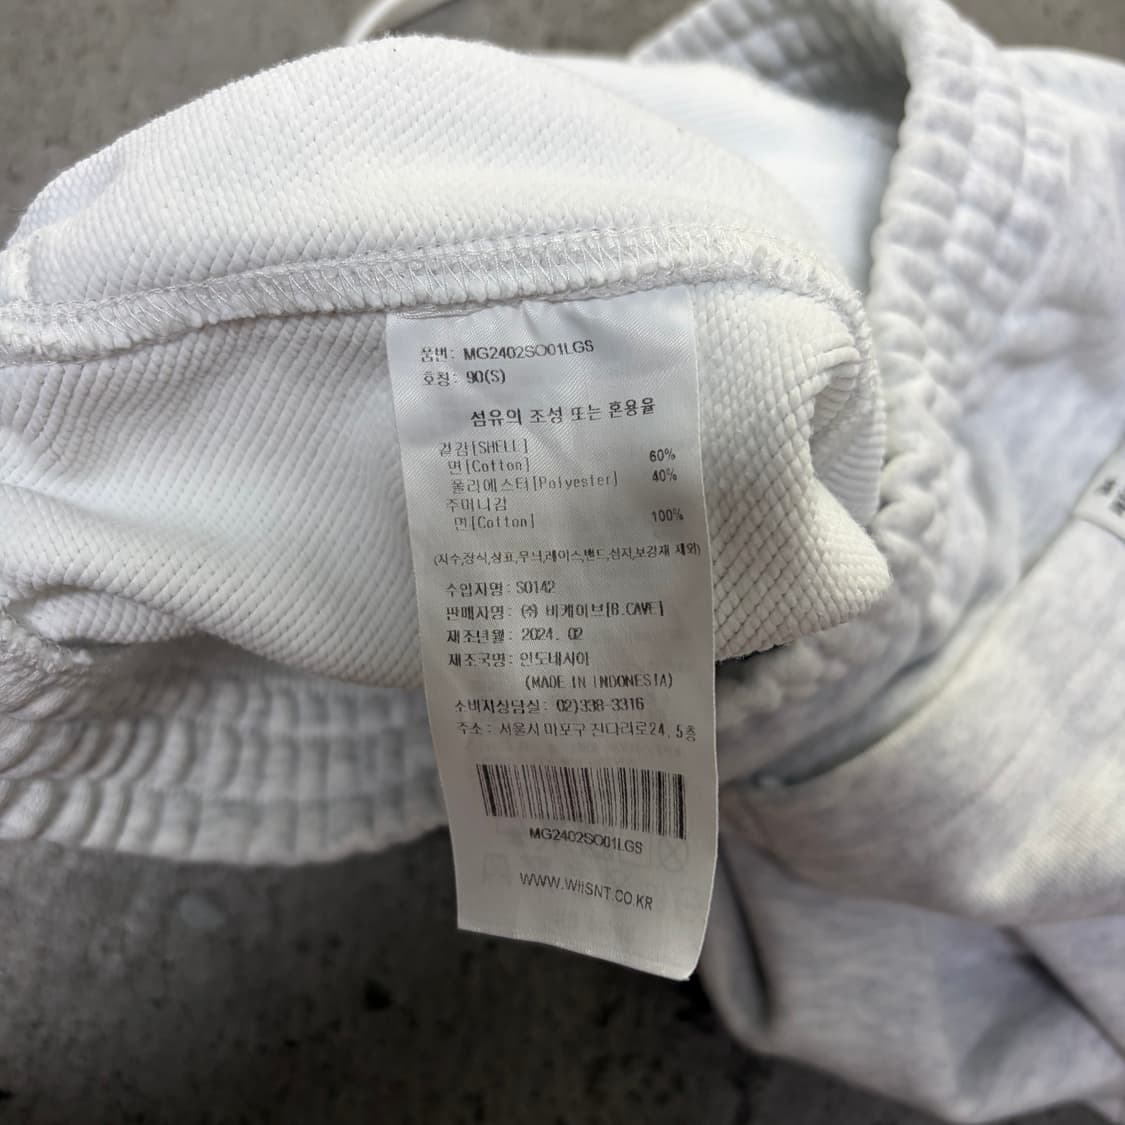 품번: MG2402SO01LGS
호칭: 90(S)
섬유의 조성 또는 혼용율
겉감[SHELL]
면[Cotton] 60%
폴리에스터[Polyester] 40%
주머니감
면[Cotton] 100%
(자수,장식,상표,무늬,레이스,밴드,심지,보강재 제외)
수입자명: SO142
판매자명: ㈜ 비케이브[B.CAVE]
제조년월: 2024. 02
제조국명: 인도네시아
(MADE IN INDONESIA)
소비자상담실: 02)338-3316
주소: 서울시 마포구 잔다리로24, 5층
MG2402SO01LGS
WWW.WHSNT.CO.KR